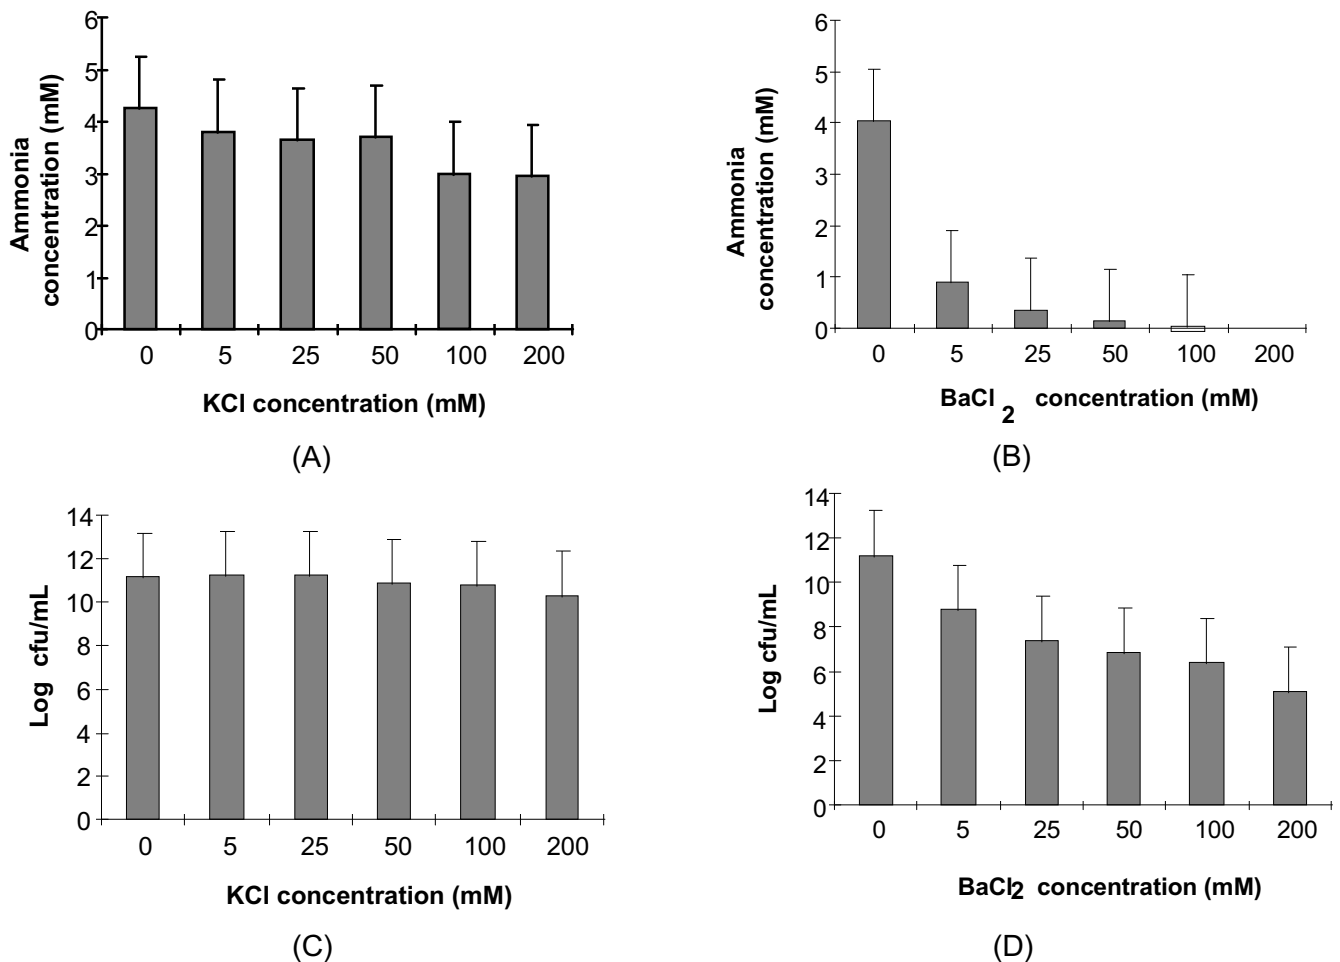 6
5
4
3
2
1
0
Ammonia
concentration (mM)
0 5 25 50 100 200
KCl concentration (mM)
(A)
6
5
4
3
2
1
0
Ammonia
concentration (mM)
0 5 25 50 100 200
BaCl 2 concentration (mM)
(B)
14
12
10
8
6
4
2
0
Log cfu/mL
0 5 25 50 100 200
KCl concentration (mM)
(C)
14
12
10
8
6
4
2
0
Log cfu/mL
0 5 25 50 100 200
BaCl2 concentration (mM)
(D)